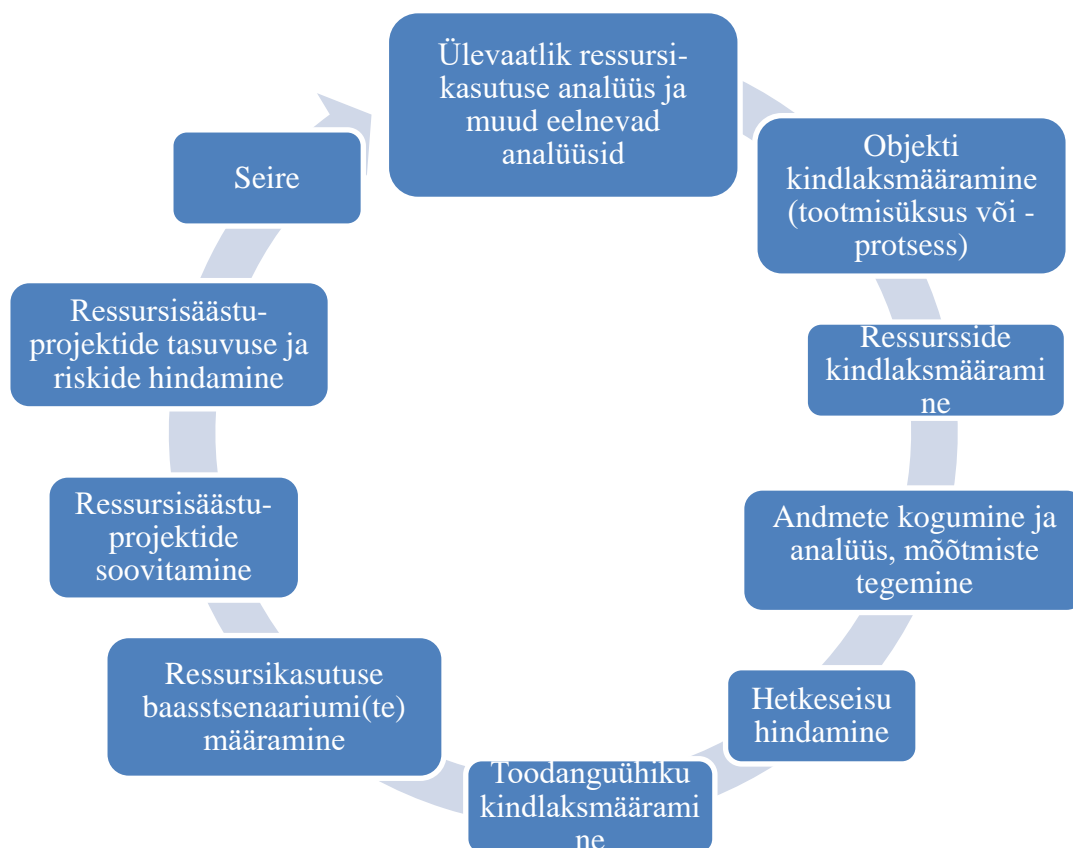 Ülevaatlik ressursi-
kasutuse analüüs ja
muud eelnevad
analüüsid
Objekti
kindlaksmääramine
(tootmisüksus või -
protsess)
Ressursside
kindlaksmäärami
ne
Andmete kogumine ja
analüüs, mõõtmiste
tegemine
Hetkeseisu
hindamine
Toodanguühiku
kindlaksmäärami
ne
Ressursikasutuse
baasstsenaariumi(te)
määramine
Ressursisäästu-
projektide
soovitamine
Ressursisäästu-
projektide tasuvuse ja
riskide hindamine
Seire